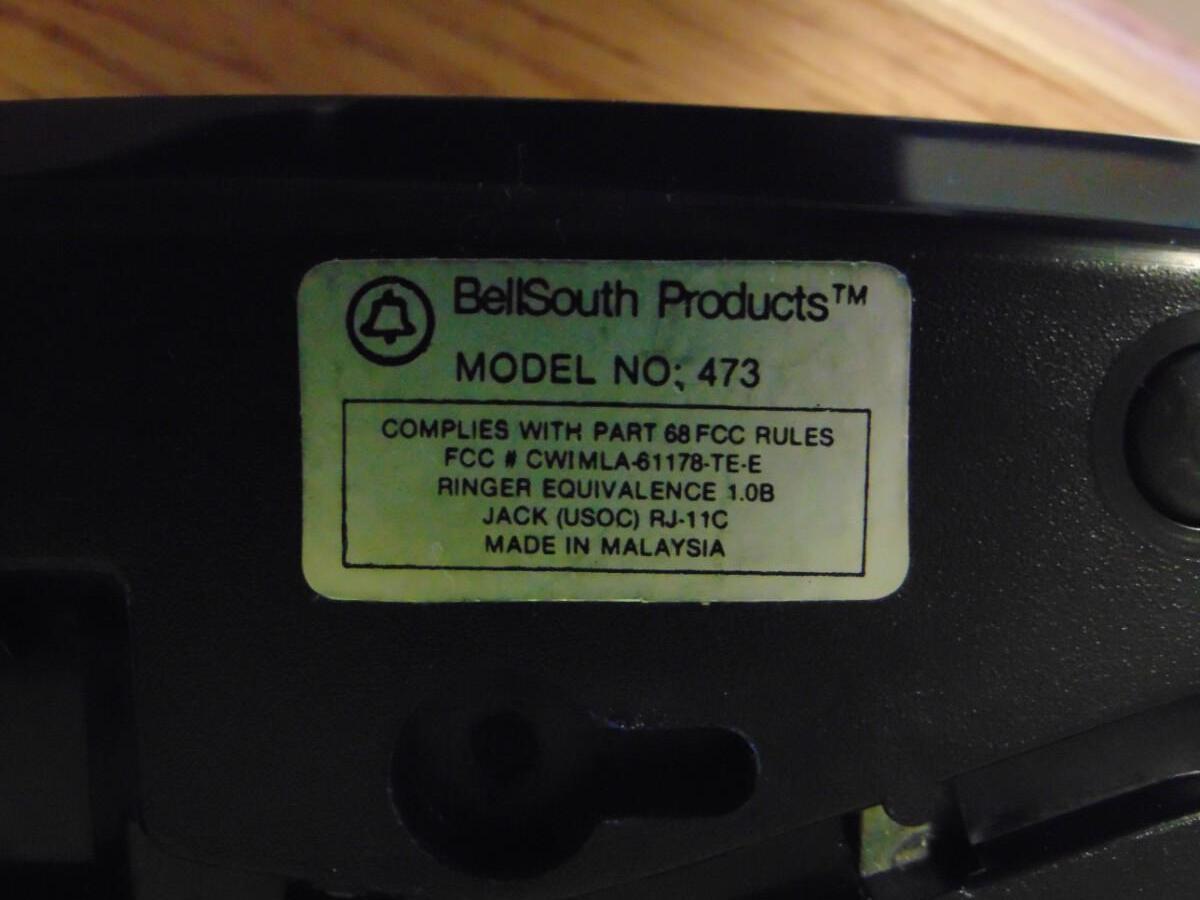 BellSouth Products™
MODEL NO; 473
COMPLIES WITH PART 68 FCC RULES
FCC # CWIMLA-61178-TE-E
RINGER EQUIVALENCE 1.0B
JACK (USOC) RJ-11C
MADE IN MALAYSIA